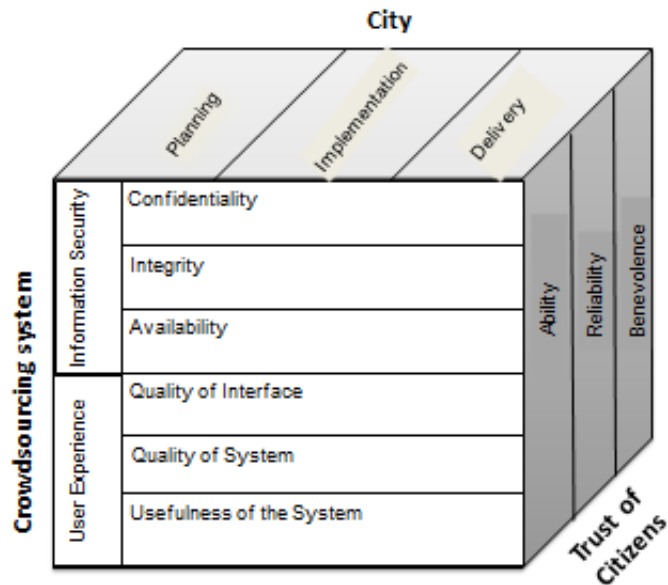 City
Planning
Implementation
Delivery
Crowdsourcing system
Information Security
Confidentiality
Integrity
Availability
User Experience
Quality of Interface
Quality of System
Usefulness of the System
Ability
Reliability
Benevolence
Trust of
Citizens